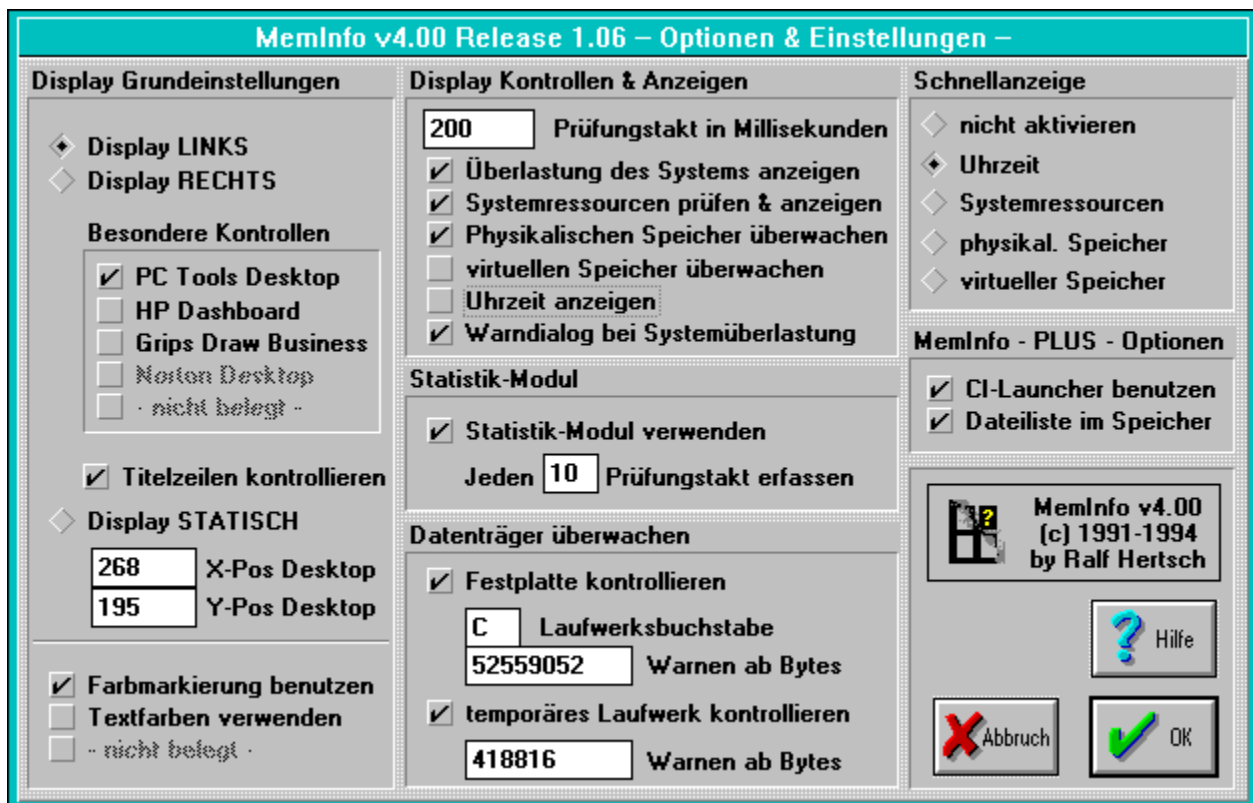 MemInfo v4.00 Release 1.06 – Optionen & Einstellungen –
Display Grundeinstellungen
Display LINKS
Display RECHTS
Besondere Kontrollen
PC Tools Desktop
HP Dashboard
Grips Draw Business
Norton Desktop
- nicht belegt -
Titelzeilen kontrollieren
Display STATISCH
268 X-Pos Desktop
195 Y-Pos Desktop
Farbmarkierung benutzen
Textfarben verwenden
- nicht belegt -
Display Kontrollen & Anzeigen
200 Prüfungstakt in Millisekunden
Überlastung des Systems anzeigen
Systemressourcen prüfen & anzeigen
Physikalischen Speicher überwachen
virtuellen Speicher überwachen
Uhrzeit anzeigen
Warndialog bei Systemüberlastung
Statistik-Modul
Statistik-Modul verwenden
Jeden 10 Prüfungstakt erfassen
Datenträger überwachen
Festplatte kontrollieren
C Laufwerksbuchstabe
52559052 Warnen ab Bytes
temporäres Laufwerk kontrollieren
418816 Warnen ab Bytes
Schnellanzeige
nicht aktivieren
Uhrzeit
Systemressourcen
physikal. Speicher
virtueller Speicher
MemInfo - PLUS - Optionen
CI-Launcher benutzen
Dateiliste im Speicher
MemInfo v4.00
(c) 1991-1994
by Ralf Hertsch
Hilfe
Abbruch
OK